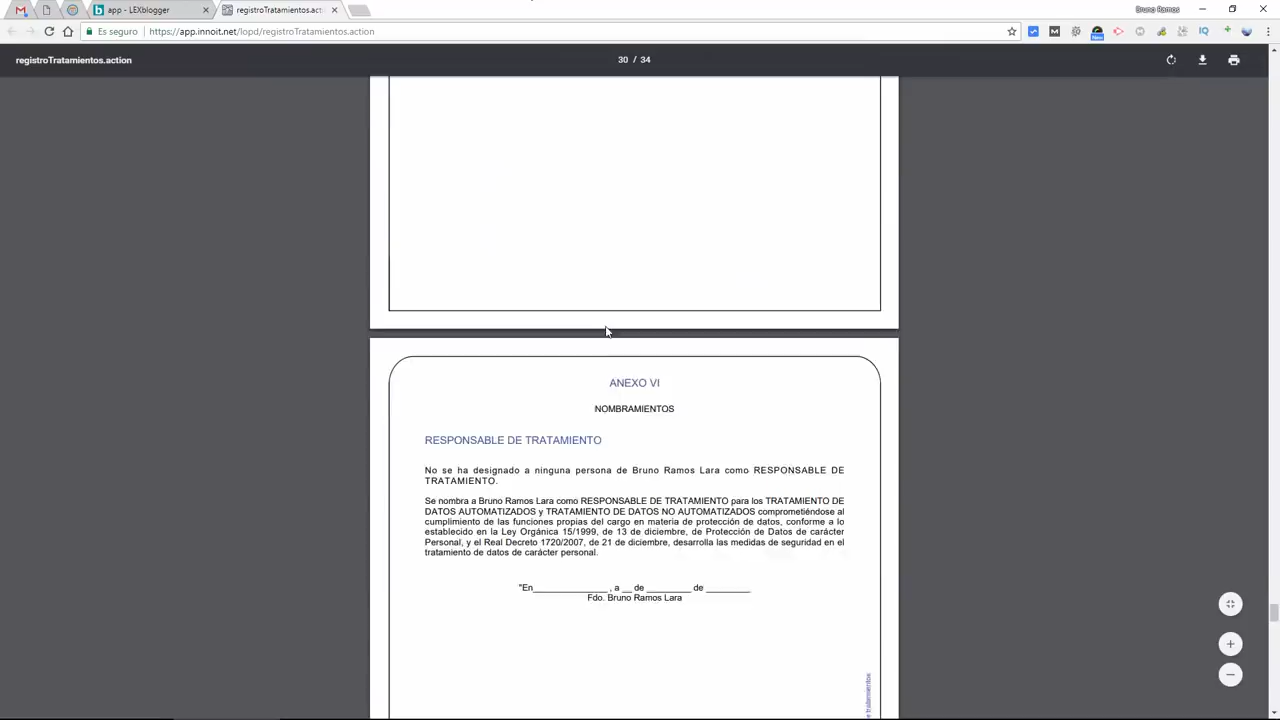 app - LEXblogger
registroTratamientos.acti
Bruno Ramos
Es seguro
https://app.innoit.net/lopd/registroTratamientos.action
New
registroTratamientos.action
30 / 34
ANEXO VI
NOMBRAMIENTOS
RESPONSABLE DE TRATAMIENTO
No se ha designado a ninguna persona de Bruno Ramos Lara como RESPONSABLE DE
TRATAMIENTO.
Se nombra a Bruno Ramos Lara como RESPONSABLE DE TRATAMIENTO para los TRATAMIENTO DE
DATOS AUTOMATIZADOS y TRATAMIENTO DE DATOS NO AUTOMATIZADOS comprometiéndose al
cumplimiento de las funciones propias del cargo en materia de protección de datos, conforme a lo
establecido en la Ley Orgánica 15/1999, de 13 de diciembre, de Protección de Datos de carácter
Personal, y el Real Decreto 1720/2007, de 21 de diciembre, desarrolla las medidas de seguridad en el
tratamiento de datos de carácter personal.
"En______________ , a __ de ________ de ________
Fdo. Bruno Ramos Lara